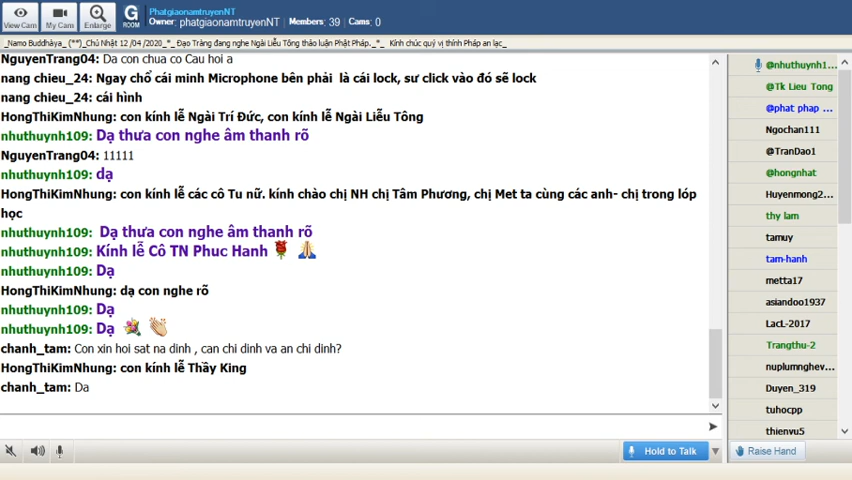 View Cam
My Cam
Enlarge
G
ROOM
PhatgiaonamtruyenNT
Owner: phatgiaonamtruyenNT Members: 39 Cams: 0
_Namo Buddhàya_ (**)_Chủ Nhật 12 /04 /2020_*_ Đạo Tràng đang nghe Ngài Liễu Tông thảo luận Phật Pháp._*_ Kính chúc quý vị thính Pháp an lạc_
NguyenTrang04: Da con chua co Cau hoi a
nang chieu_24: Ngay chổ cái minh Microphone bên phải là cái lock, sư click vào đó sẽ lock
nang chieu_24: cái hình
HongThiKimNhung: con kính lễ Ngài Trí Đức, con kính lễ Ngài Liễu Tông
nhuthuynh109: Dạ thưa con nghe âm thanh rõ
NguyenTrang04: 11111
nhuthuynh109: dạ
HongThiKimNhung: con kính lễ các cô Tu nữ. kính chào chị NH chị Tâm Phương, chị Met ta cùng các anh- chị trong lóp
học
nhuthuynh109: Dạ thưa con nghe âm thanh rõ
nhuthuynh109: Kính lễ Cô TN Phuc Hanh
nhuthuynh109: Dạ
HongThiKimNhung: dạ con nghe rõ
nhuthuynh109: Dạ
nhuthuynh109: Dạ
chanh_tam: Con xin hoi sat na dinh , can chi dinh va an chi dinh?
HongThiKimNhung: con kính lễ Thầy King
chanh_tam: Da
@nhuthuynh1...
@Tk Lieu Tong
@phat phap ...
Ngochan111
@TranDao1
@hongnhat
Huyenmong2...
thy lam
tamuy
tam-hanh
metta17
asiandoo1937
LacL-2017
Trangthu-2
nuplumnghev...
Duyen_319
tuhocpp
thienvu5
Hold to Talk
Raise Hand